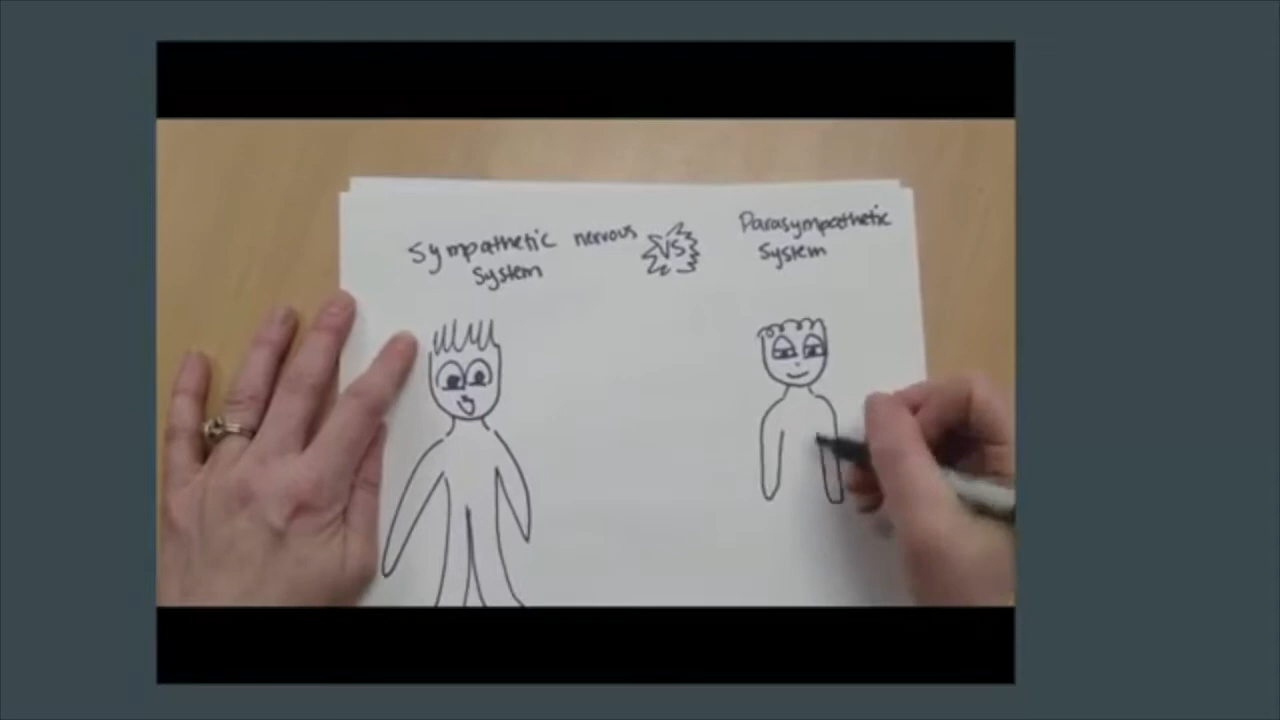 Sympathetic nervous
System
VS
Parasympathetic
System